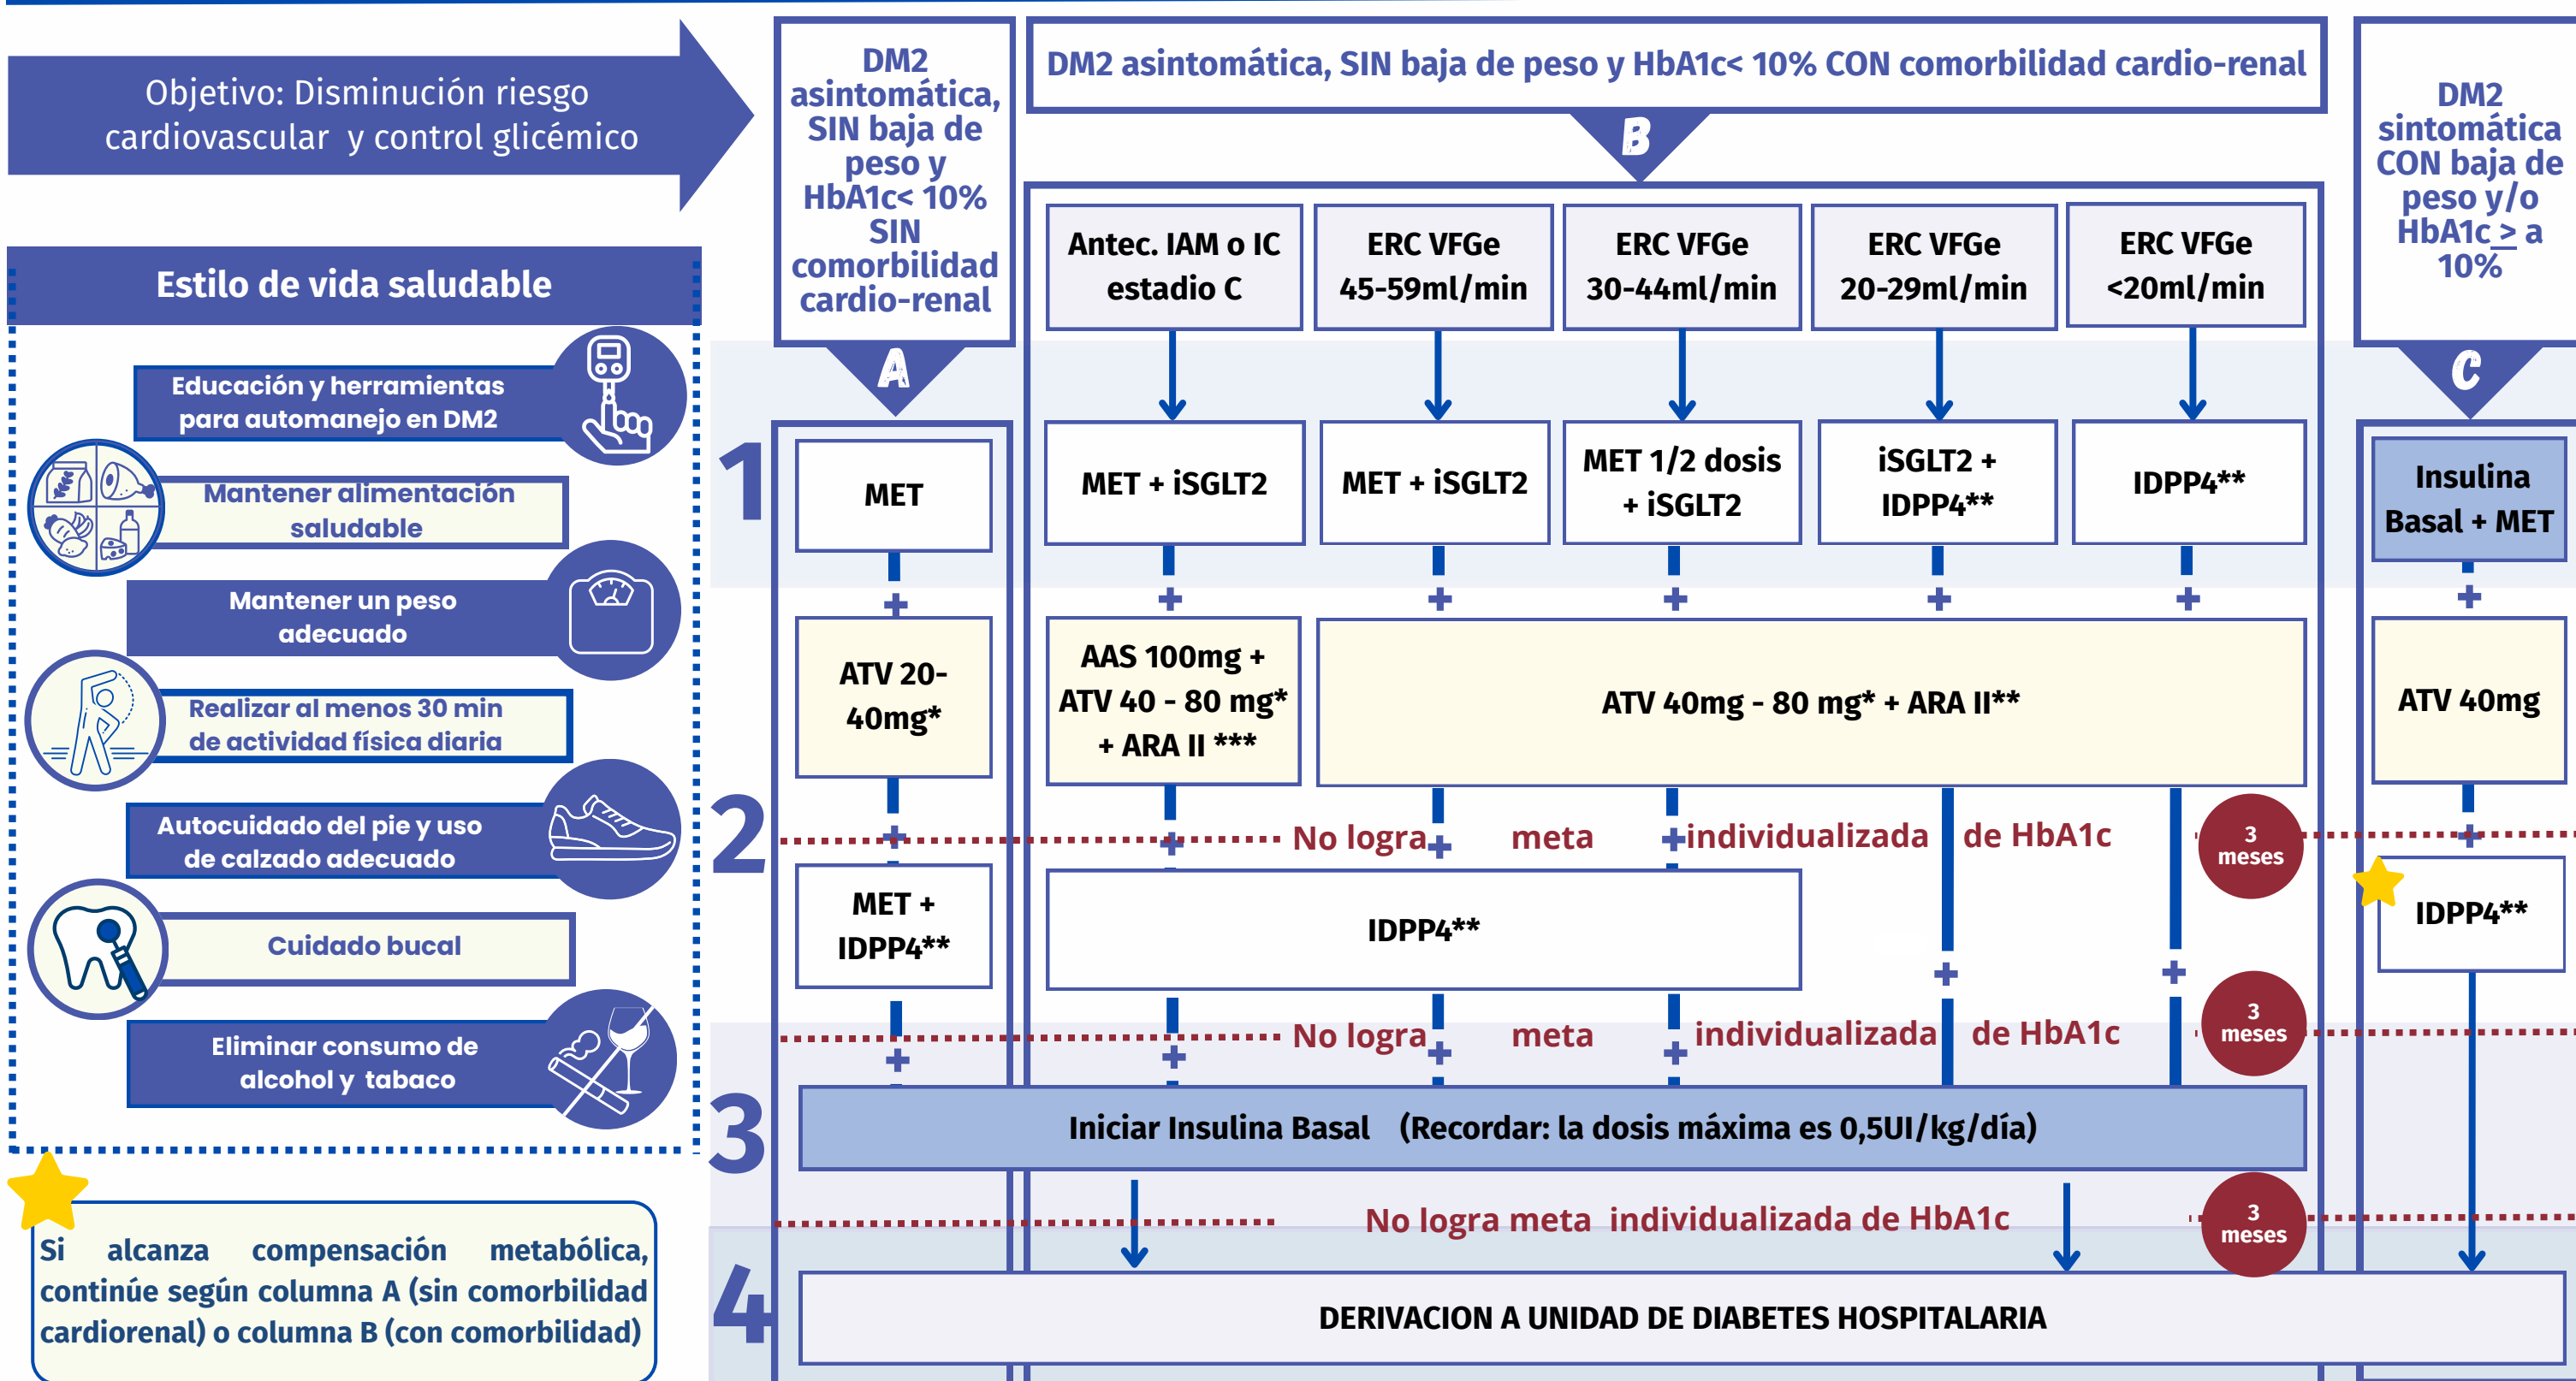 Objetivo: Disminución riesgo
cardiovascular y control glicémico
Estilo de vida saludable
Educación y herramientas
para automanejo en DM2
Mantener alimentación
saludable
Mantener un peso
adecuado
Realizar al menos 30 min
de actividad física diaria
Autocuidado del pie y uso
de calzado adecuado
Cuidado bucal
Eliminar consumo de
alcohol y tabaco
Si alcanza compensación metabólica,
continúe según columna A (sin comorbilidad
cardiorenal) o columna B (con comorbilidad)
DM2
asintomática,
SIN baja de
peso y
HbA1c< 10%
SIN
comorbilidad
cardio-renal
A
DM2 asintomática, SIN baja de peso y HbA1c< 10% CON comorbilidad cardio-renal
B
DM2
sintomática
CON baja de
peso y/o
HbA1c > a
10%
C
Antec. IAM o IC
estadio C
ERC VFGe
45-59ml/min
ERC VFGe
30-44ml/min
ERC VFGe
20-29ml/min
ERC VFGe
<20ml/min
1
MET
MET + iSGLT2
MET + iSGLT2
MET 1/2 dosis
+ iSGLT2
iSGLT2 +
IDPP4**
IDPP4**
Insulina
Basal + MET
+ + + + + + +
ATV 20-
40mg*
AAS 100mg +
ATV 40 - 80 mg*
+ ARA II ***
ATV 40mg - 80 mg* + ARA II**
ATV 40mg
2
+ + + + +
No logra meta individualizada de HbA1c
3
meses
MET +
IDPP4**
IDPP4**
IDPP4**
+ +
No logra meta individualizada de HbA1c
3
meses
+ + + +
3
Iniciar Insulina Basal (Recordar: la dosis máxima es 0,5UI/kg/día)
No logra meta individualizada de HbA1c
3
meses
4
DERIVACION A UNIDAD DE DIABETES HOSPITALARIA